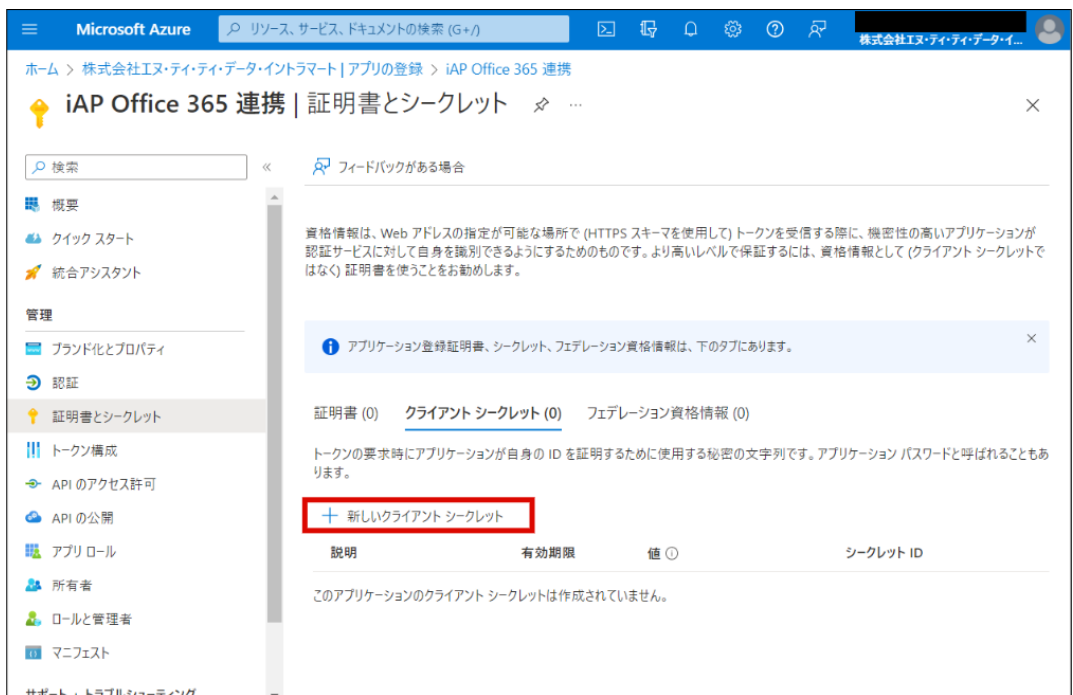 Microsoft Azure
リソース、サービス、ドキュメントの検索 (G+/)
株式会社エヌ・ティ・ティ・データ・イ...
ホーム > 株式会社エヌ・ティ・ティ・データ・イントラマート | アプリの登録 > iAP Office 365 連携
iAP Office 365 連携 | 証明書とシークレット
検索
フィードバックがある場合
概要
クイック スタート
統合アシスタント
管理
ブランド化とプロパティ
認証
証明書とシークレット
トークン構成
API のアクセス許可
API の公開
アプリ ロール
所有者
ロールと管理者
マニフェスト
サポート + トラブルシューティング
資格情報は、Web アドレスの指定が可能な場所で (HTTPS スキーマを使用して) トークンを受信する際に、機密性の高いアプリケーションが
認証サービスに対して自身を識別できるようにするためのものです。より高いレベルで保証するには、資格情報として (クライアント シークレットで
はなく) 証明書を使うことをお勧めします。
アプリケーション登録証明書、シークレット、フェデレーション資格情報は、下のタブにあります。
証明書 (0) クライアント シークレット (0) フェデレーション資格情報 (0)
トークンの要求時にアプリケーションが自身の ID を証明するために使用する秘密の文字列です。アプリケーション パスワードと呼ばれることもあ
ります。
新しいクライアント シークレット
説明 有効期限 値 シークレット ID
このアプリケーションのクライアント シークレットは作成されていません。